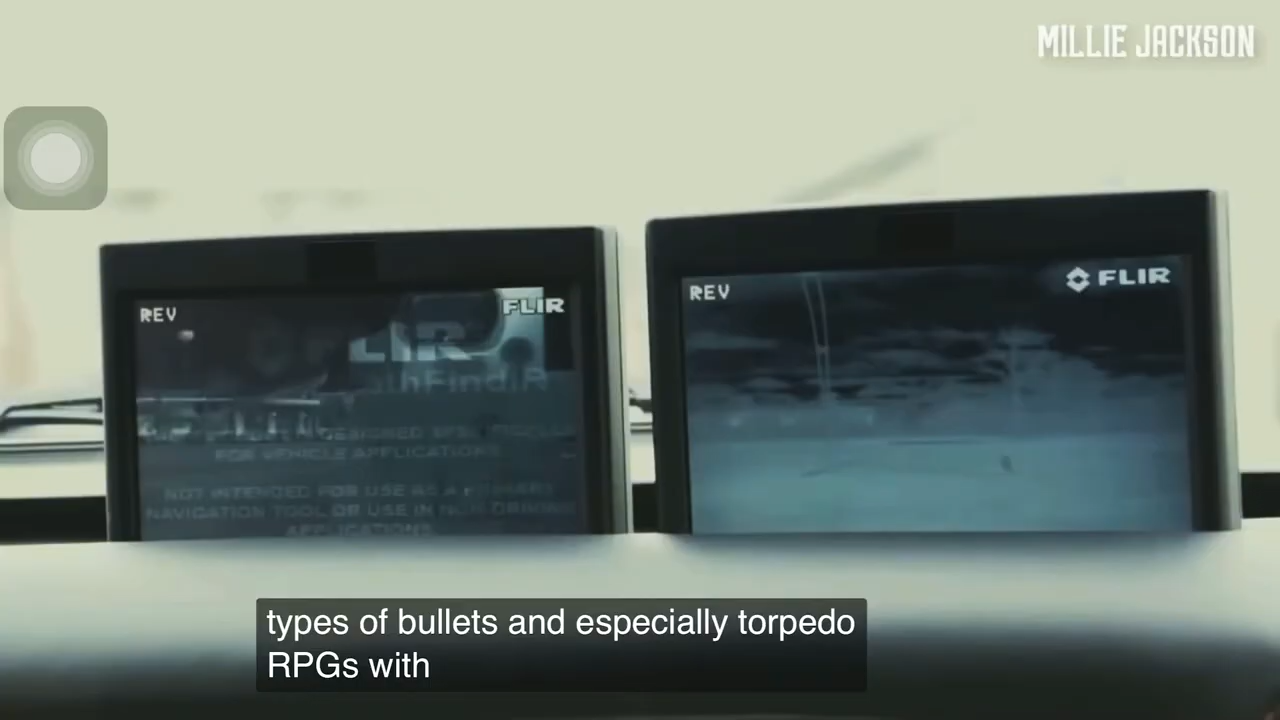 MILLIE JACKSON
REV
FLIR
REV
FLIR
FOR VEHICLE APPLICATIONS
NOT INTENDED FOR USE AS A
NAVIGATION TOOL OR USE IN
APPLICATIONS
types of bullets and especially torpedo
RPGs with